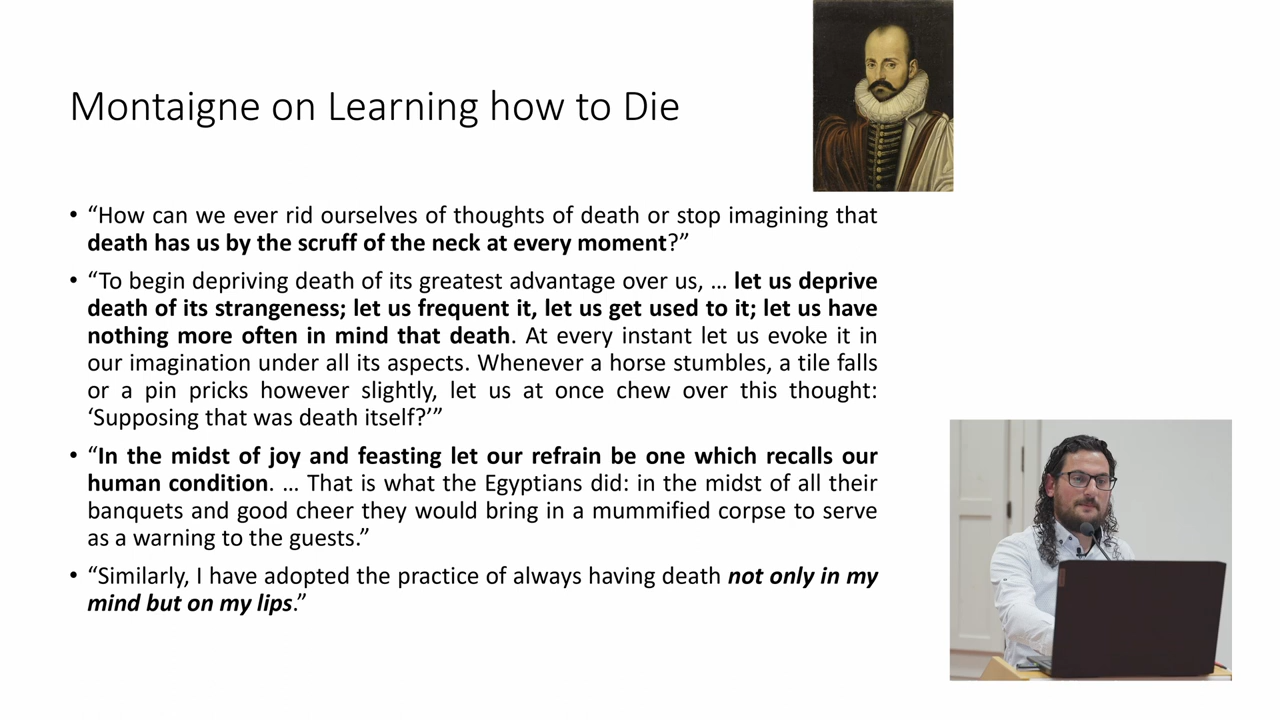 Montaigne on Learning how to Die
• “How can we ever rid ourselves of thoughts of death or stop imagining that
death has us by the scruff of the neck at every moment?”
• “To begin depriving death of its greatest advantage over us, … let us deprive
death of its strangeness; let us frequent it, let us get used to it; let us have
nothing more often in mind that death. At every instant let us evoke it in
our imagination under all its aspects. Whenever a horse stumbles, a tile falls
or a pin pricks however slightly, let us at once chew over this thought:
‘Supposing that was death itself?’”
• “In the midst of joy and feasting let our refrain be one which recalls our
human condition. … That is what the Egyptians did: in the midst of all their
banquets and good cheer they would bring in a mummified corpse to serve
as a warning to the guests.”
• “Similarly, I have adopted the practice of always having death not only in my
mind but on my lips.”